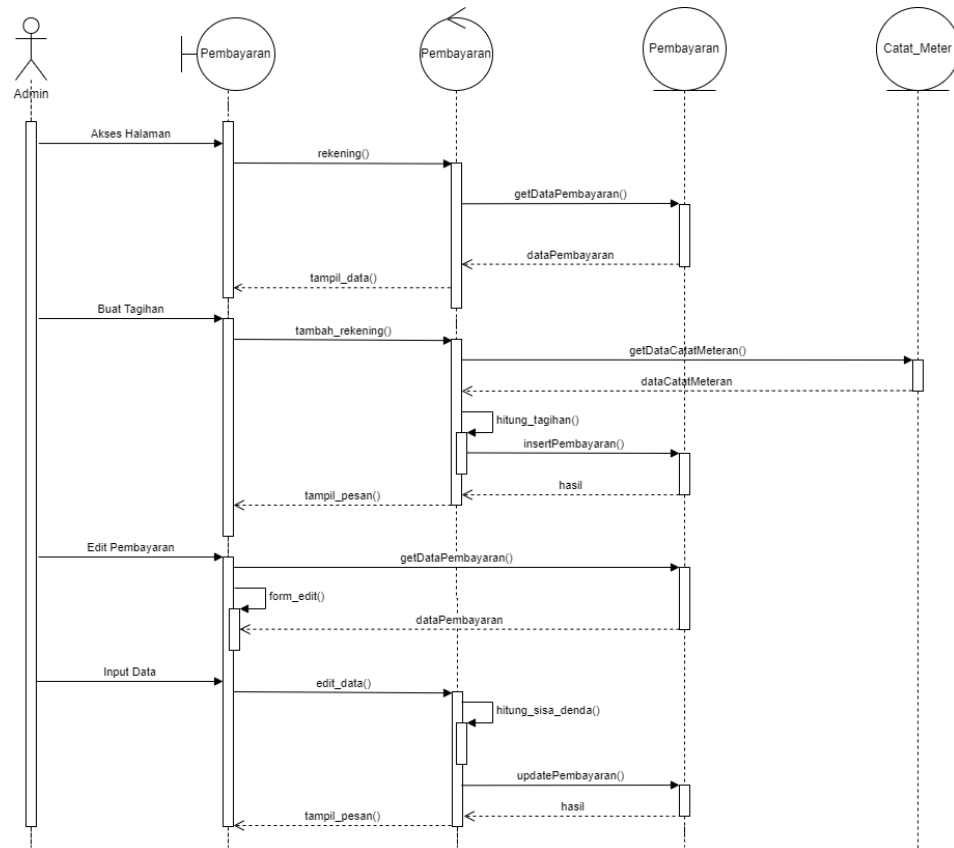 Admin
Pembayaran
Pembayaran
Pembayaran
Catat_Meter
Akses Halaman
rekening()
getDataPembayaran()
dataPembayaran
tampil_data()
Buat Tagihan
tambah_rekening()
getDataCatatMeteran()
dataCatatMeteran
hitung_tagihan()
insertPembayaran()
hasil
tampil_pesan()
Edit Pembayaran
getDataPembayaran()
form_edit()
dataPembayaran
Input Data
edit_data()
hitung_sisa_denda()
updatePembayaran()
hasil
tampil_pesan()